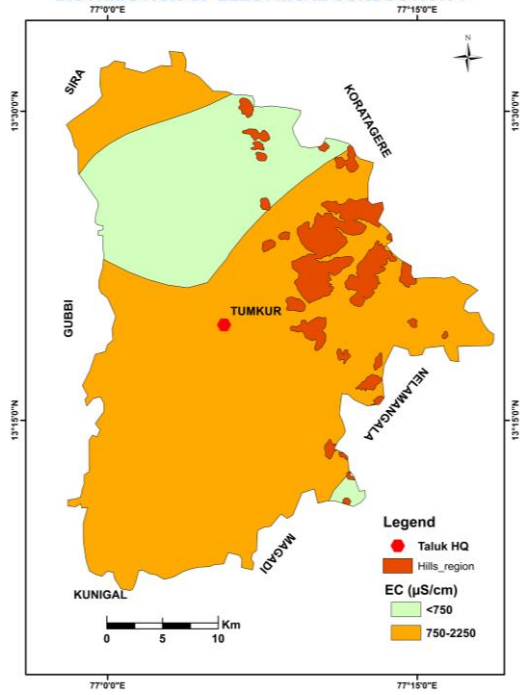 77°0'0"E
77°15'0"E
N
SIRA
KORATAGERE
13°30'0"N
13°30'0"N
GUBBI
TUMKUR
NELAMANGALA
13°15'0"N
13°15'0"N
MAGADI
KUNIGAL
Legend
Taluk HQ
Hills_region
EC (µS/cm)
<750
750-2250
0 5 10 Km
77°0'0"E
77°15'0"E